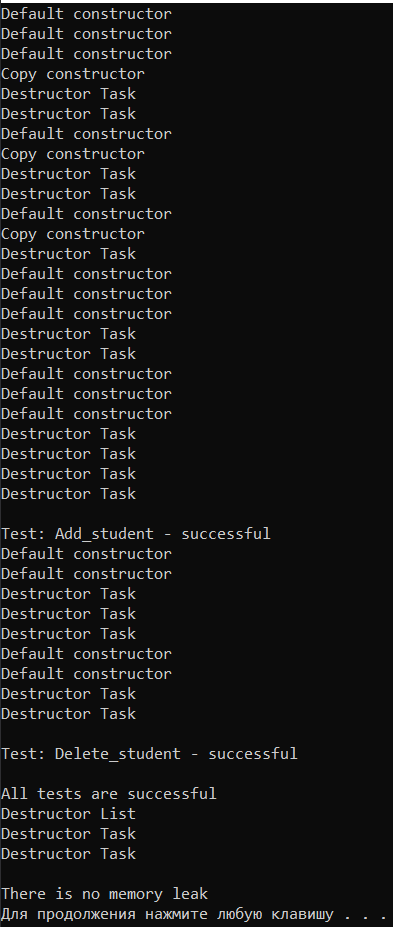 Default constructor
Default constructor
Default constructor
Copy constructor
Destructor Task
Destructor Task
Default constructor
Copy constructor
Destructor Task
Destructor Task
Default constructor
Copy constructor
Destructor Task
Default constructor
Default constructor
Default constructor
Destructor Task
Destructor Task
Default constructor
Default constructor
Default constructor
Destructor Task
Destructor Task
Destructor Task
Destructor Task
Test: Add_student - successful
Default constructor
Default constructor
Destructor Task
Destructor Task
Destructor Task
Default constructor
Default constructor
Destructor Task
Destructor Task
Test: Delete_student - successful
All tests are successful
Destructor List
Destructor Task
Destructor Task
There is no memory leak
Для продолжения нажмите любую клавишу . . .